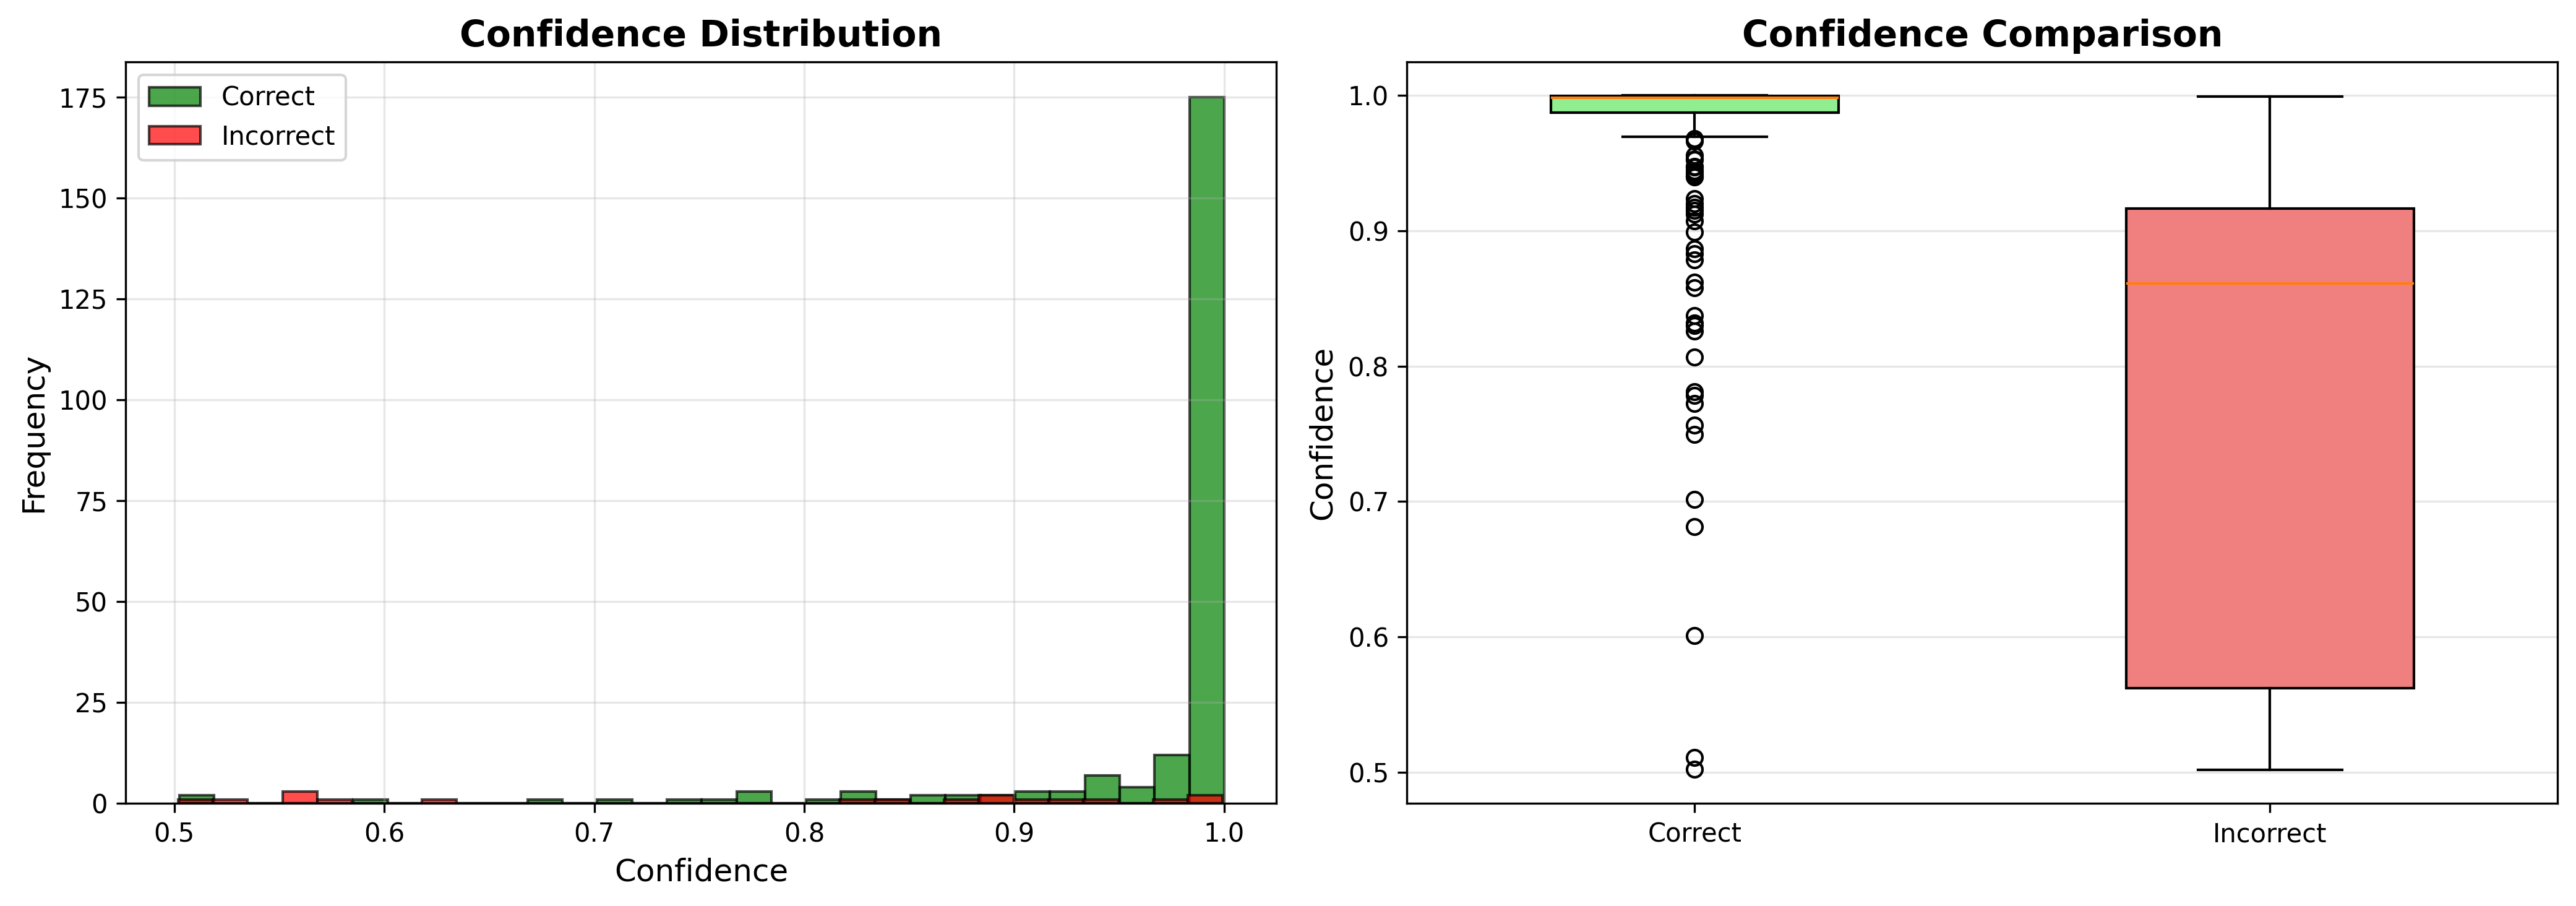 Confidence Distribution
Correct
Incorrect
175
150
125
100
75
50
25
0
Frequency
0.5 0.6 0.7 0.8 0.9 1.0
Confidence
Confidence Comparison
1.0
0.9
0.8
0.7
0.6
0.5
Confidence
Correct Incorrect